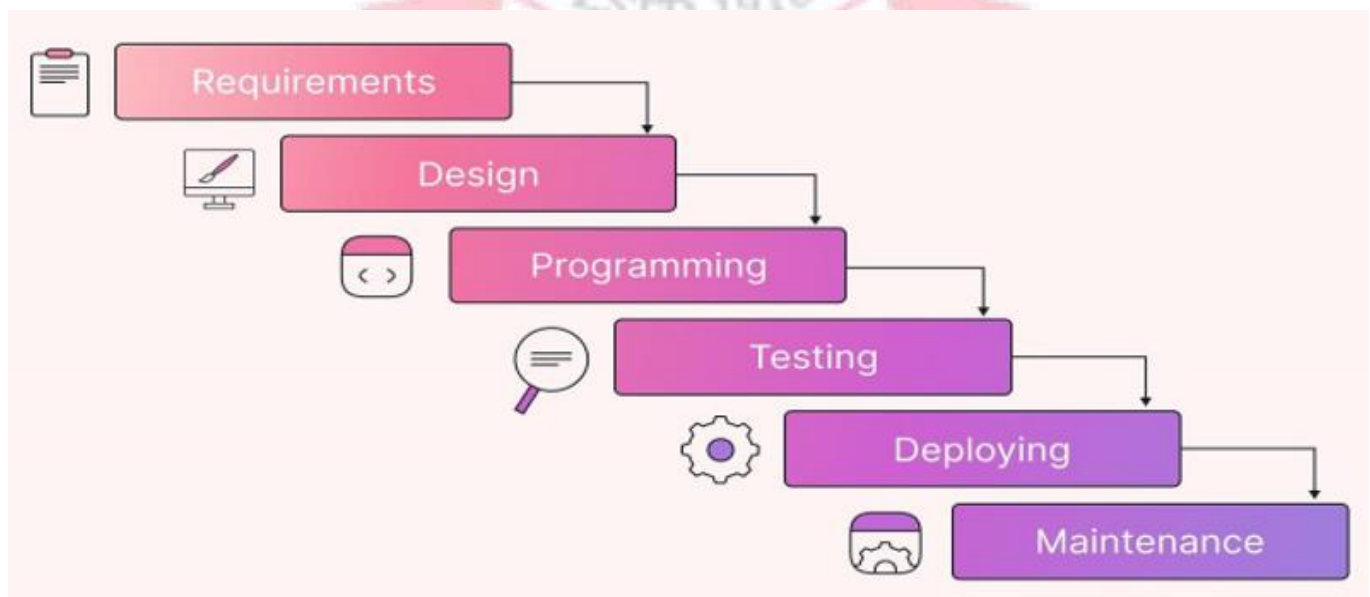 Requirements
Design
Programming
Testing
Deploying
Maintenance